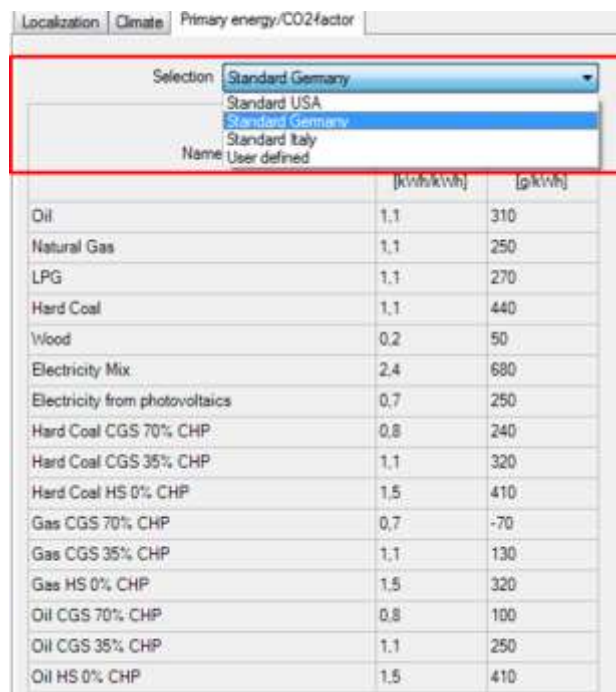 Localization Climate Primary energy/CO2-factor
Selection Standard Germany
Standard USA
Standard Germany
Standard Italy
Name User defined
[kWh/kWh] [g/kWh]
Oil 1,1 310
Natural Gas 1,1 250
LPG 1,1 270
Hard Coal 1,1 440
Wood 0,2 50
Electricity Mix 2,4 680
Electricity from photovoltaics 0,7 250
Hard Coal CGS 70% CHP 0,8 240
Hard Coal CGS 35% CHP 1,1 320
Hard Coal HS 0% CHP 1,5 410
Gas CGS 70% CHP 0,7 -70
Gas CGS 35% CHP 1,1 130
Gas HS 0% CHP 1,5 320
Oil CGS 70% CHP 0,8 100
Oil CGS 35% CHP 1,1 250
Oil HS 0% CHP 1,5 410